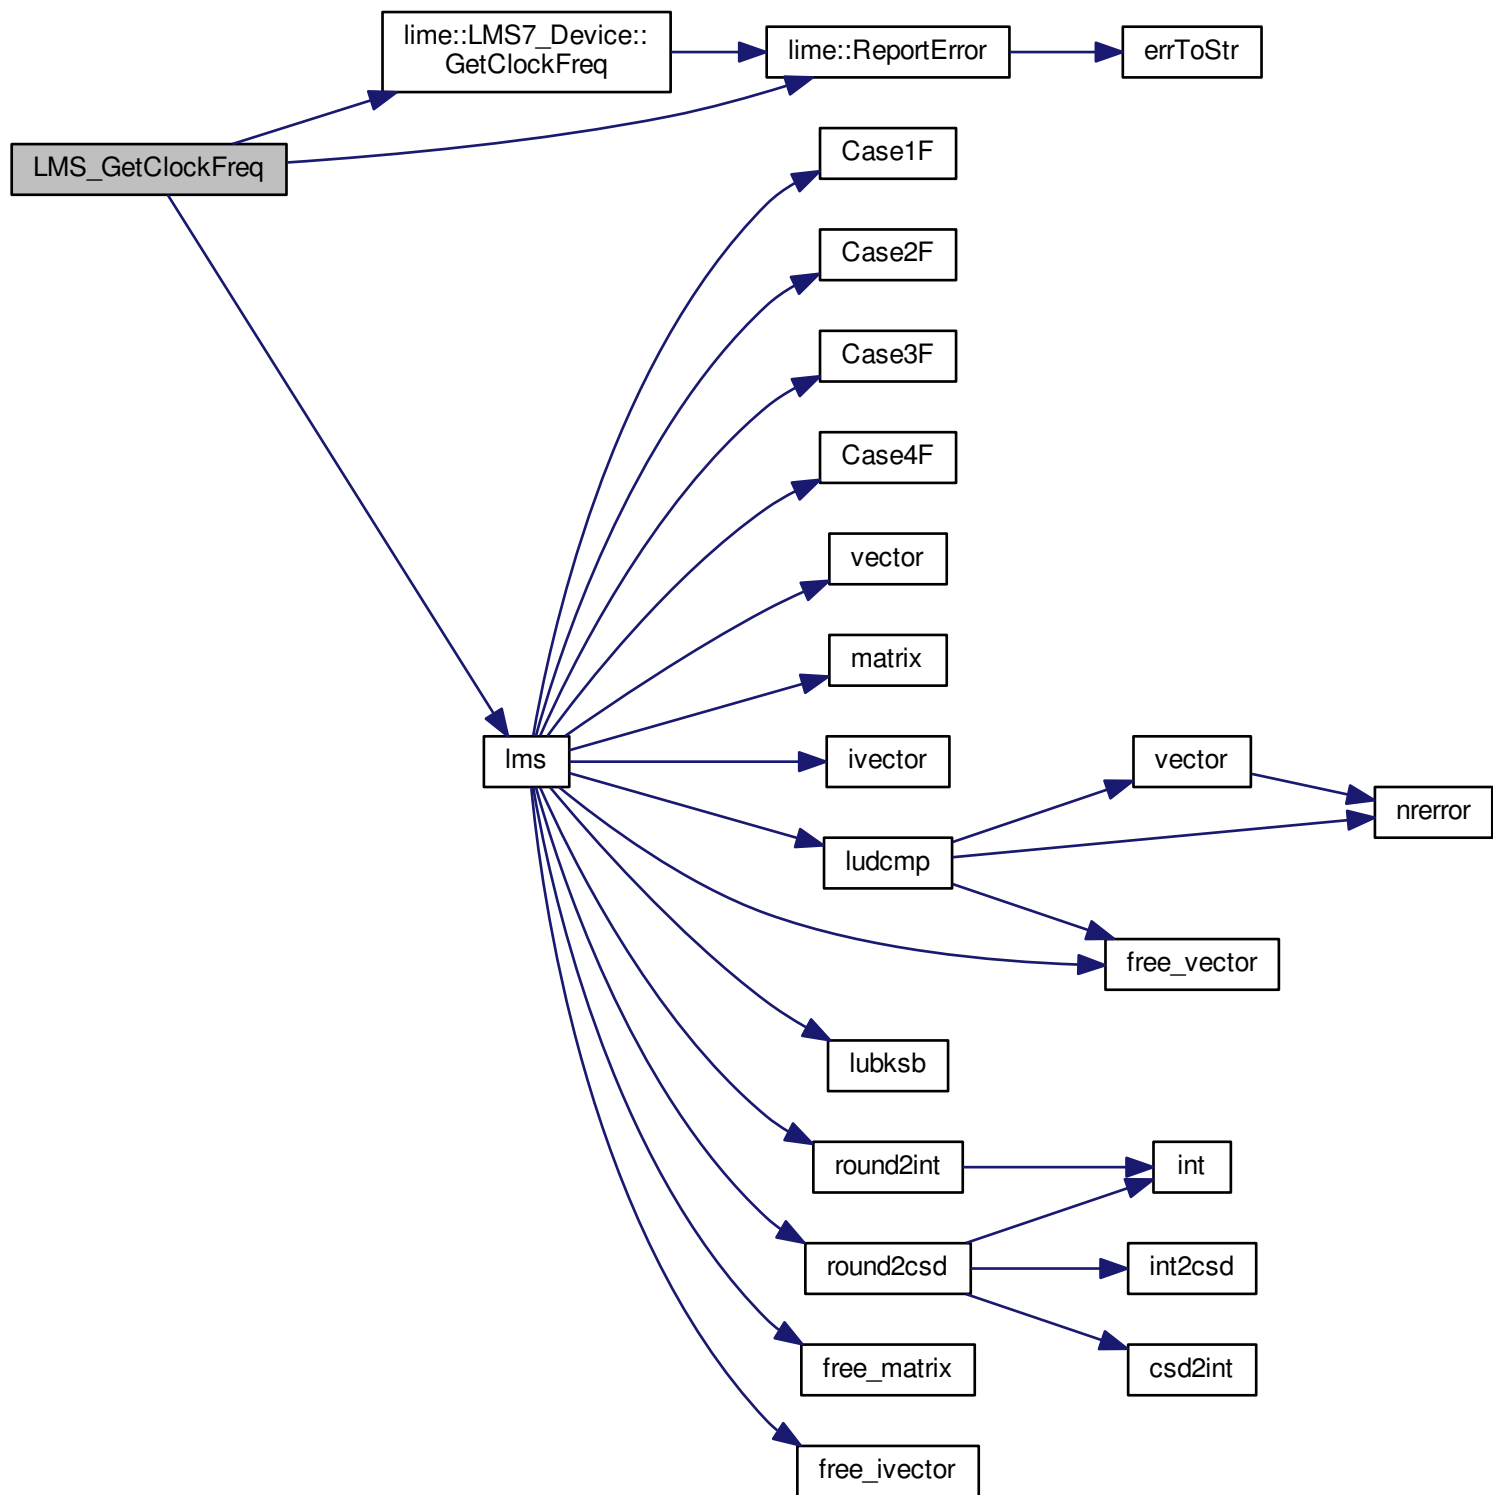 lime::LMS7_Device::
GetClockFreq
lime::ReportError
errToStr
LMS_GetClockFreq
Case1F
Case2F
Case3F
Case4F
vector
matrix
lms
ivector
vector
nrerror
ludcmp
free_vector
lubksb
round2int
int
round2csd
int2csd
free_matrix
csd2int
free_ivector